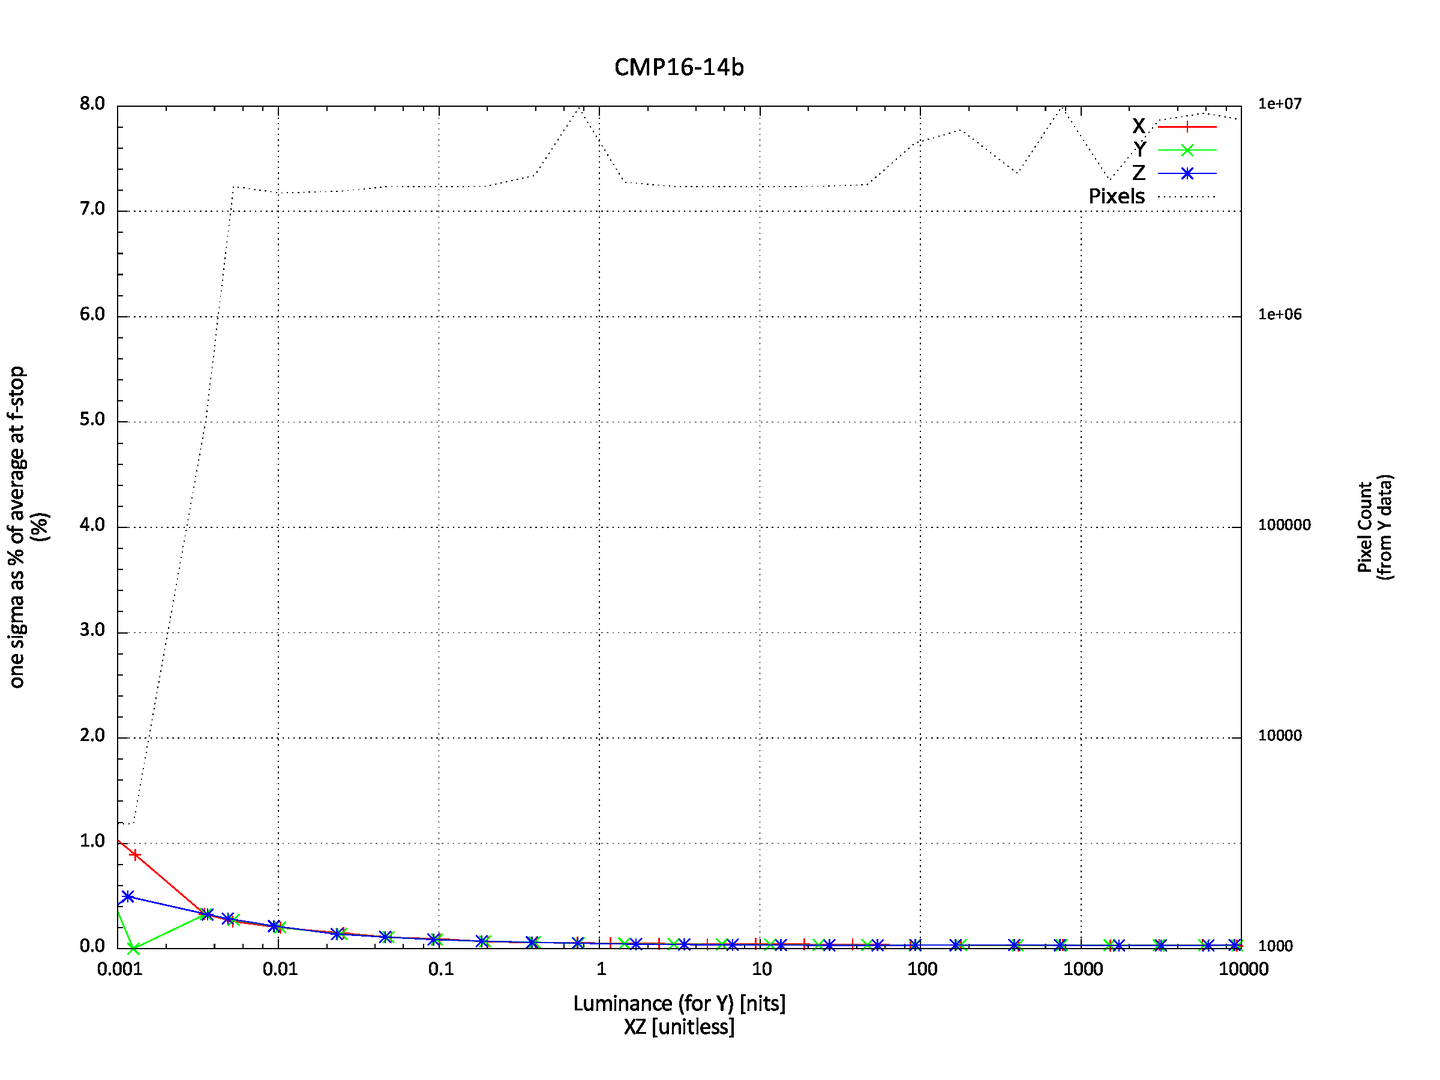 CMP16-14b
8.0
7.0
6.0
5.0
4.0
3.0
2.0
1.0
0.0
one sigma as % of average at f-stop
(%)
X
Y
Z
Pixels
1e+07
1e+06
100000
10000
1000
Pixel Count
(from Y data)
0.001
0.01
0.1
1
10
100
1000
10000
Luminance (for Y) [nits]
XZ [unitless]